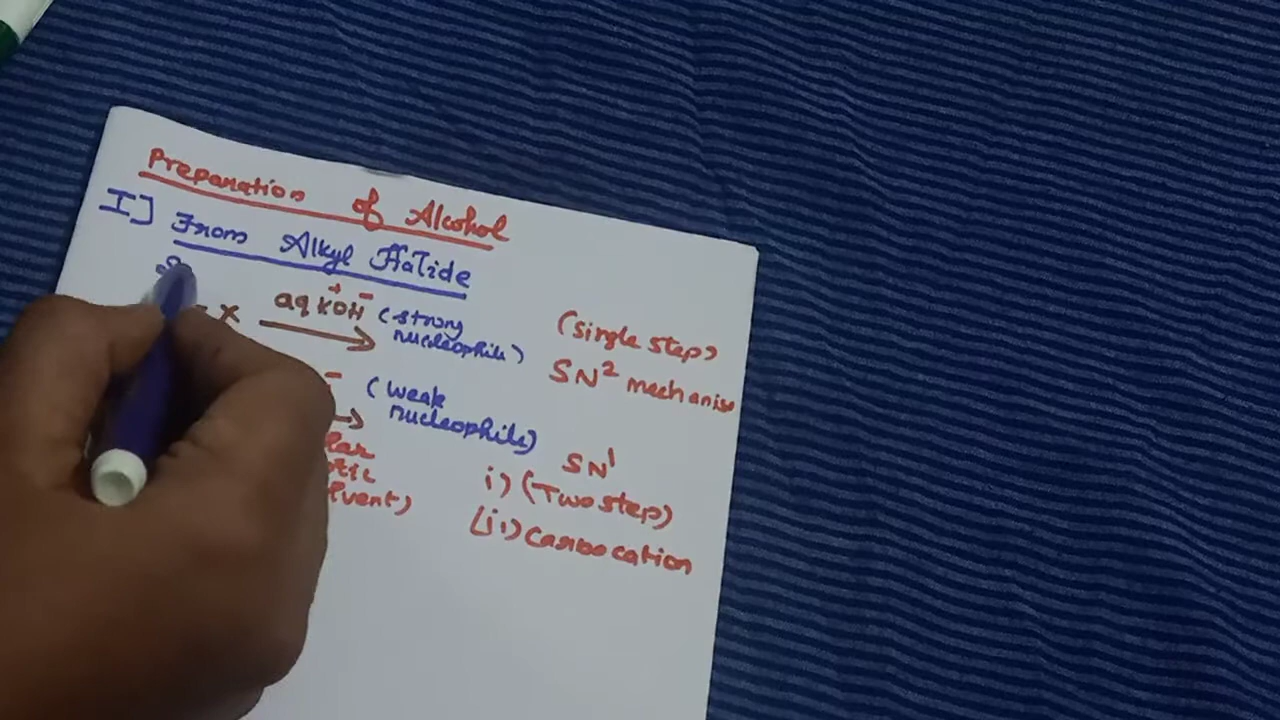 Preparation of Alcohol
I] From Alkyl Halide
- X aq KOH (strong nucleophile) (single step)
SN² mechanism
(weak nucleophile)
SN¹
i) (Two step)
(ii) carbocation